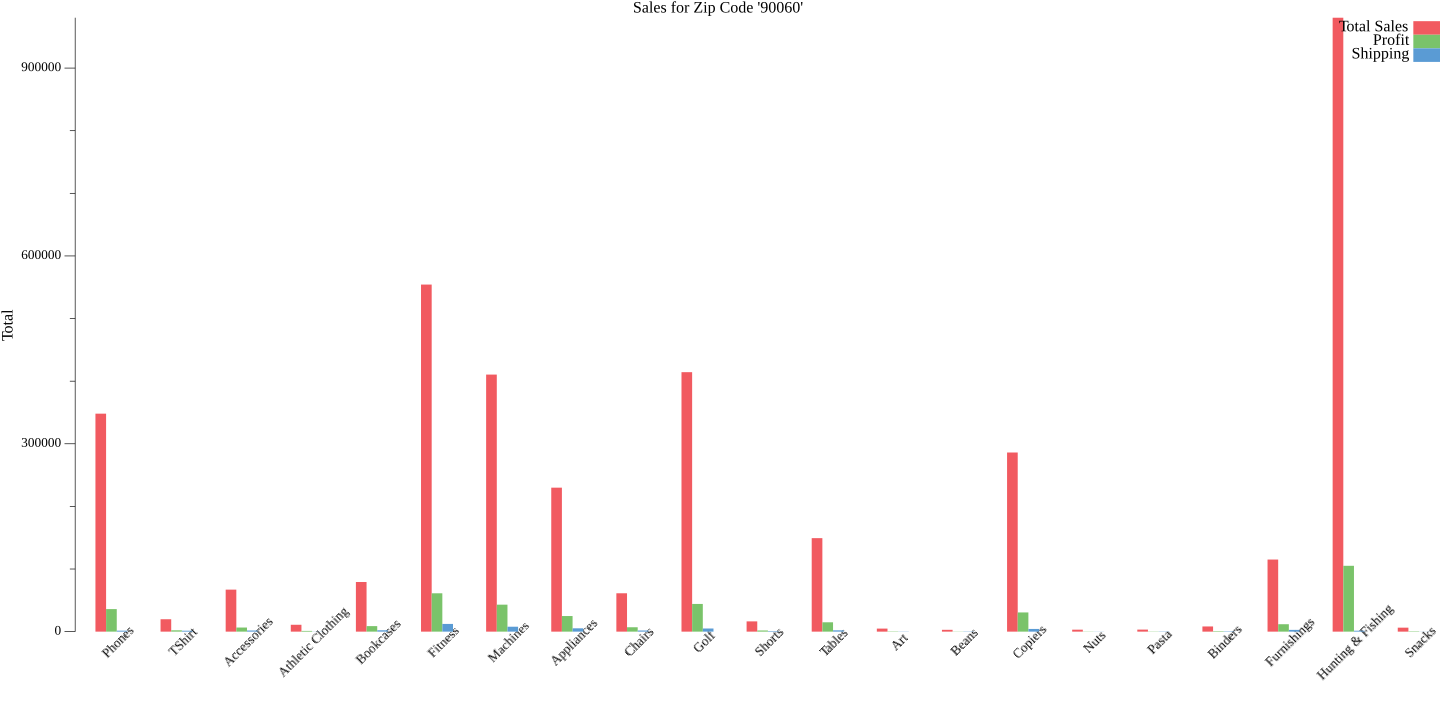 Sales for Zip Code '90060'
Total Sales
Profit
Shipping
900000
600000
300000
0
Total
Phones
TShirt
Accessories
Athletic Clothing
Bookcases
Fitness
Machines
Appliances
Chairs
Golf
Shorts
Tables
Art
Beans
Copiers
Nuts
Pasta
Binders
Furnishings
Hunting & Fishing
Snacks